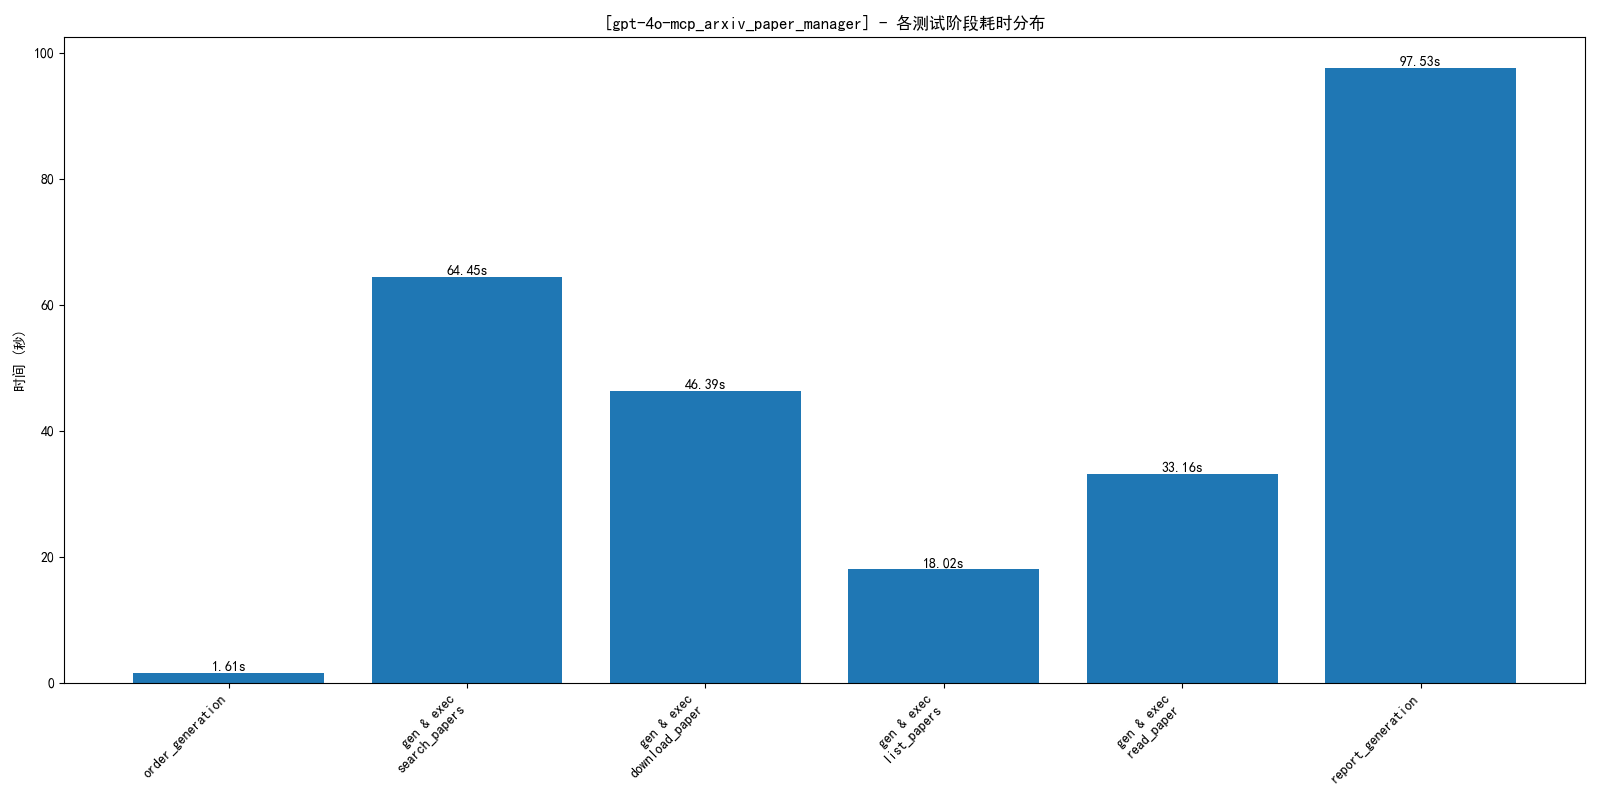 [gpt-4o-mcp_arxiv_paper_manager] - 各测试阶段耗时分布
时间 (秒)
100
80
60
40
20
0
1.61s
64.45s
46.39s
18.02s
33.16s
97.53s
order_generation
gen & exec
search_papers
gen & exec
download_paper
gen & exec
list_papers
gen & exec
read_paper
report_generation